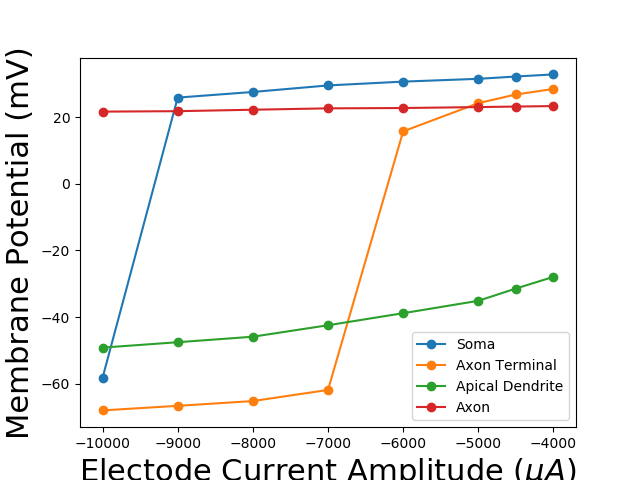 Membrane Potential (mV)
20
0
−20
−40
−60
Soma
Axon Terminal
Apical Dendrite
Axon
−10000 −9000 −8000 −7000 −6000 −5000 −4000
Electode Current Amplitude (μA)